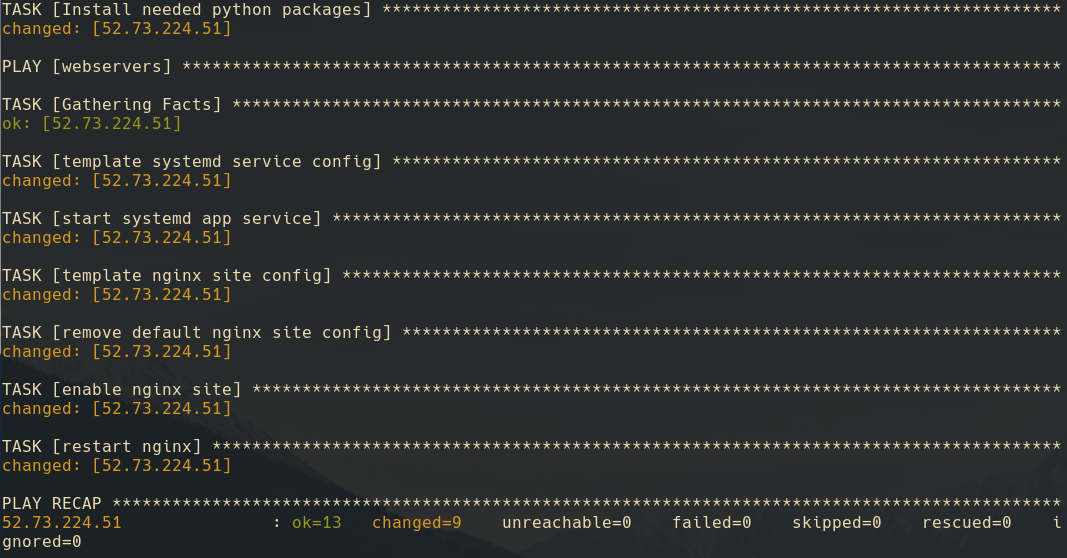 TASK [Install needed python packages] ********************************************************************
changed: [52.73.224.51]
PLAY [webservers] ****************************************************************************************
TASK [Gathering Facts] ***********************************************************************************
ok: [52.73.224.51]
TASK [template systemd service config] *******************************************************************
changed: [52.73.224.51]
TASK [start systemd app service] *************************************************************************
changed: [52.73.224.51]
TASK [template nginx site config] ************************************************************************
changed: [52.73.224.51]
TASK [remove default nginx site config] ******************************************************************
changed: [52.73.224.51]
TASK [enable nginx site] *********************************************************************************
changed: [52.73.224.51]
TASK [restart nginx] *************************************************************************************
changed: [52.73.224.51]
PLAY RECAP ***********************************************************************************************
52.73.224.51               : ok=13   changed=9    unreachable=0    failed=0    skipped=0    rescued=0    i
gnored=0